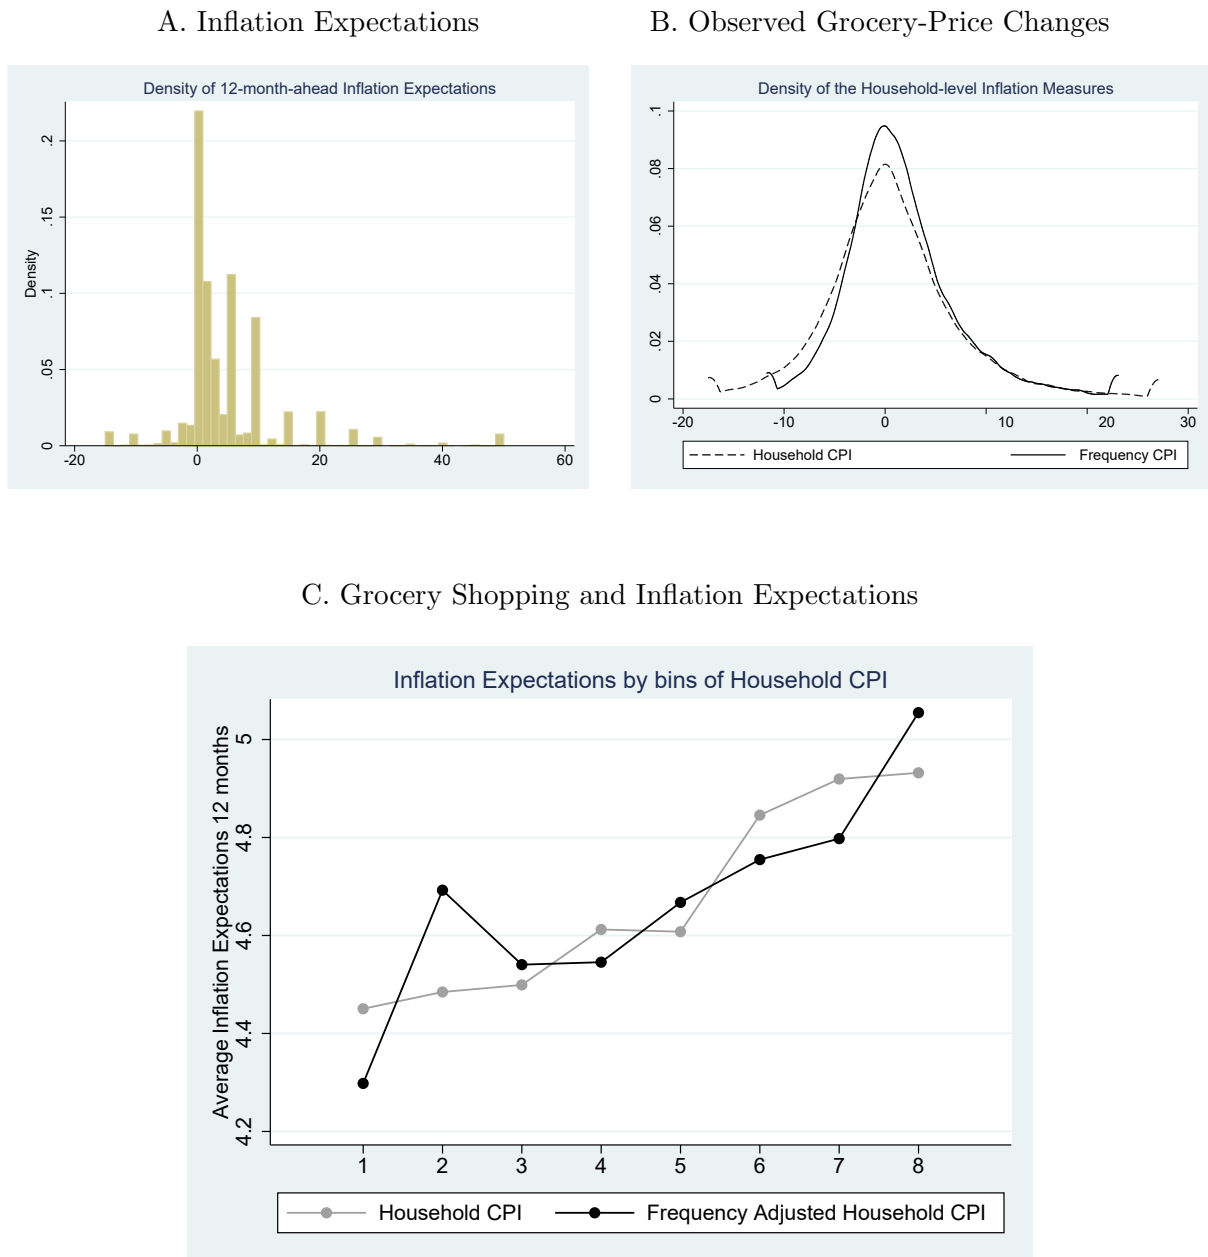 A. Inflation Expectations
B. Observed Grocery-Price Changes
Density of 12-month-ahead Inflation Expectations
Density
.2
.15
.1
.05
0
-20 0 20 40 60
Density of the Household-level Inflation Measures
.1
.08
.06
.04
.02
0
-20 -10 0 10 20 30
Household CPI Frequency CPI
C. Grocery Shopping and Inflation Expectations
Inflation Expectations by bins of Household CPI
Average Inflation Expectations 12 months
5
4.8
4.6
4.4
4.2
1 2 3 4 5 6 7 8
Household CPI Frequency Adjusted Household CPI